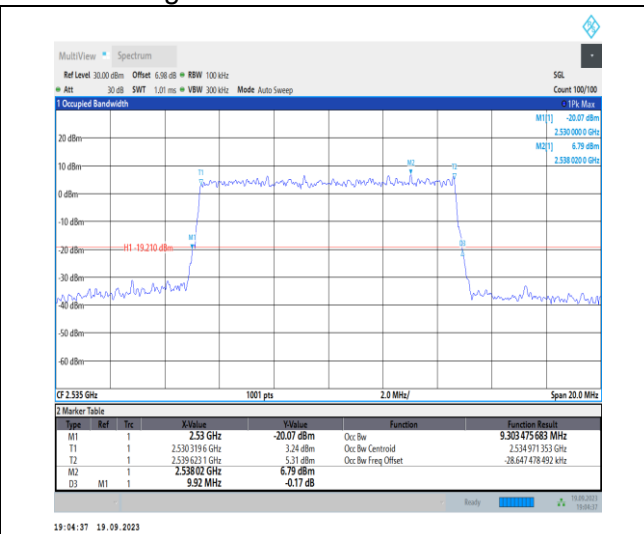 MultiView Spectrum
Ref Level 30.00 dBm Offset 6.98 dB RBW 100 kHz SGL
Att 30 dB SWT 1.01 ms VBW 300 kHz Mode Auto Sweep Count 100/100
1 Occupied Bandwidth 1Pk Max
M1[1] -20.07 dBm
2.530 000 0 GHz
M2[1] 6.79 dBm
2.538 020 0 GHz
20 dBm
10 dBm
T1 M2 T2
0 dBm
-10 dBm
M1
D3
-20 dBm
H1 -19.210 dBm
-30 dBm
-40 dBm
-50 dBm
-60 dBm
CF 2.535 GHz 1001 pts 2.0 MHz/ Span 20.0 MHz
2 Marker Table
Type Ref Trc X-Value Y-Value Function Function Result
M1 1 2.53 GHz -20.07 dBm Occ Bw 9.303 475 683 MHz
T1 1 2.530 319 6 GHz 3.24 dBm Occ Bw Centroid 2.534 971 353 GHz
T2 1 2.539 623 1 GHz 5.31 dBm Occ Bw Freq Offset -28.647 478 492 kHz
M2 1 2.538 02 GHz 6.79 dBm
D3 M1 1 9.92 MHz -0.17 dB
Ready 19.09.2023
19:04:37
19:04:37 19.09.2023